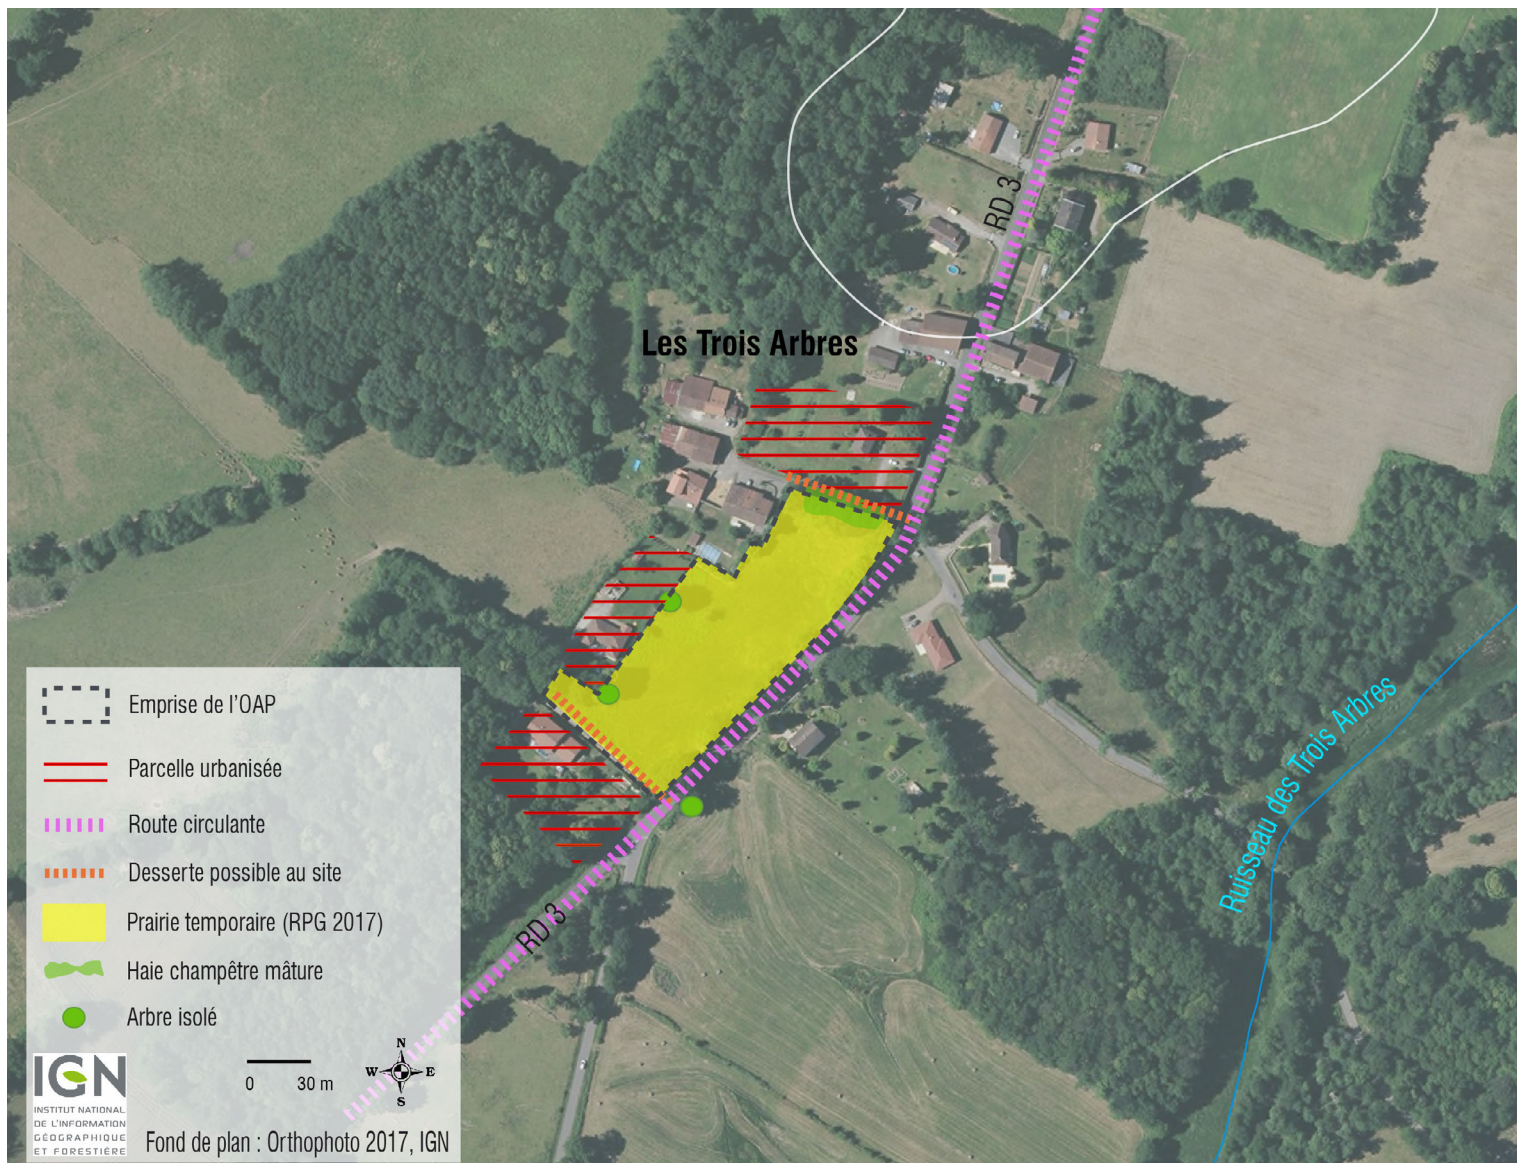 RD 3
Les Trois Arbres
Ruisseau des Trois Arbres
RD 3
Emprise de l'OAP
Parcelle urbanisée
Route circulante
Desserte possible au site
Prairie temporaire (RPG 2017)
Haie champêtre mâture
Arbre isolé
N
W E
S
0 30 m
IGN
INSTITUT NATIONAL
DE L'INFORMATION
GÉOGRAPHIQUE
ET FORESTIÈRE
Fond de plan : Orthophoto 2017, IGN